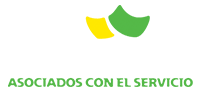 ASOCIADOS CON EL SERVICIO